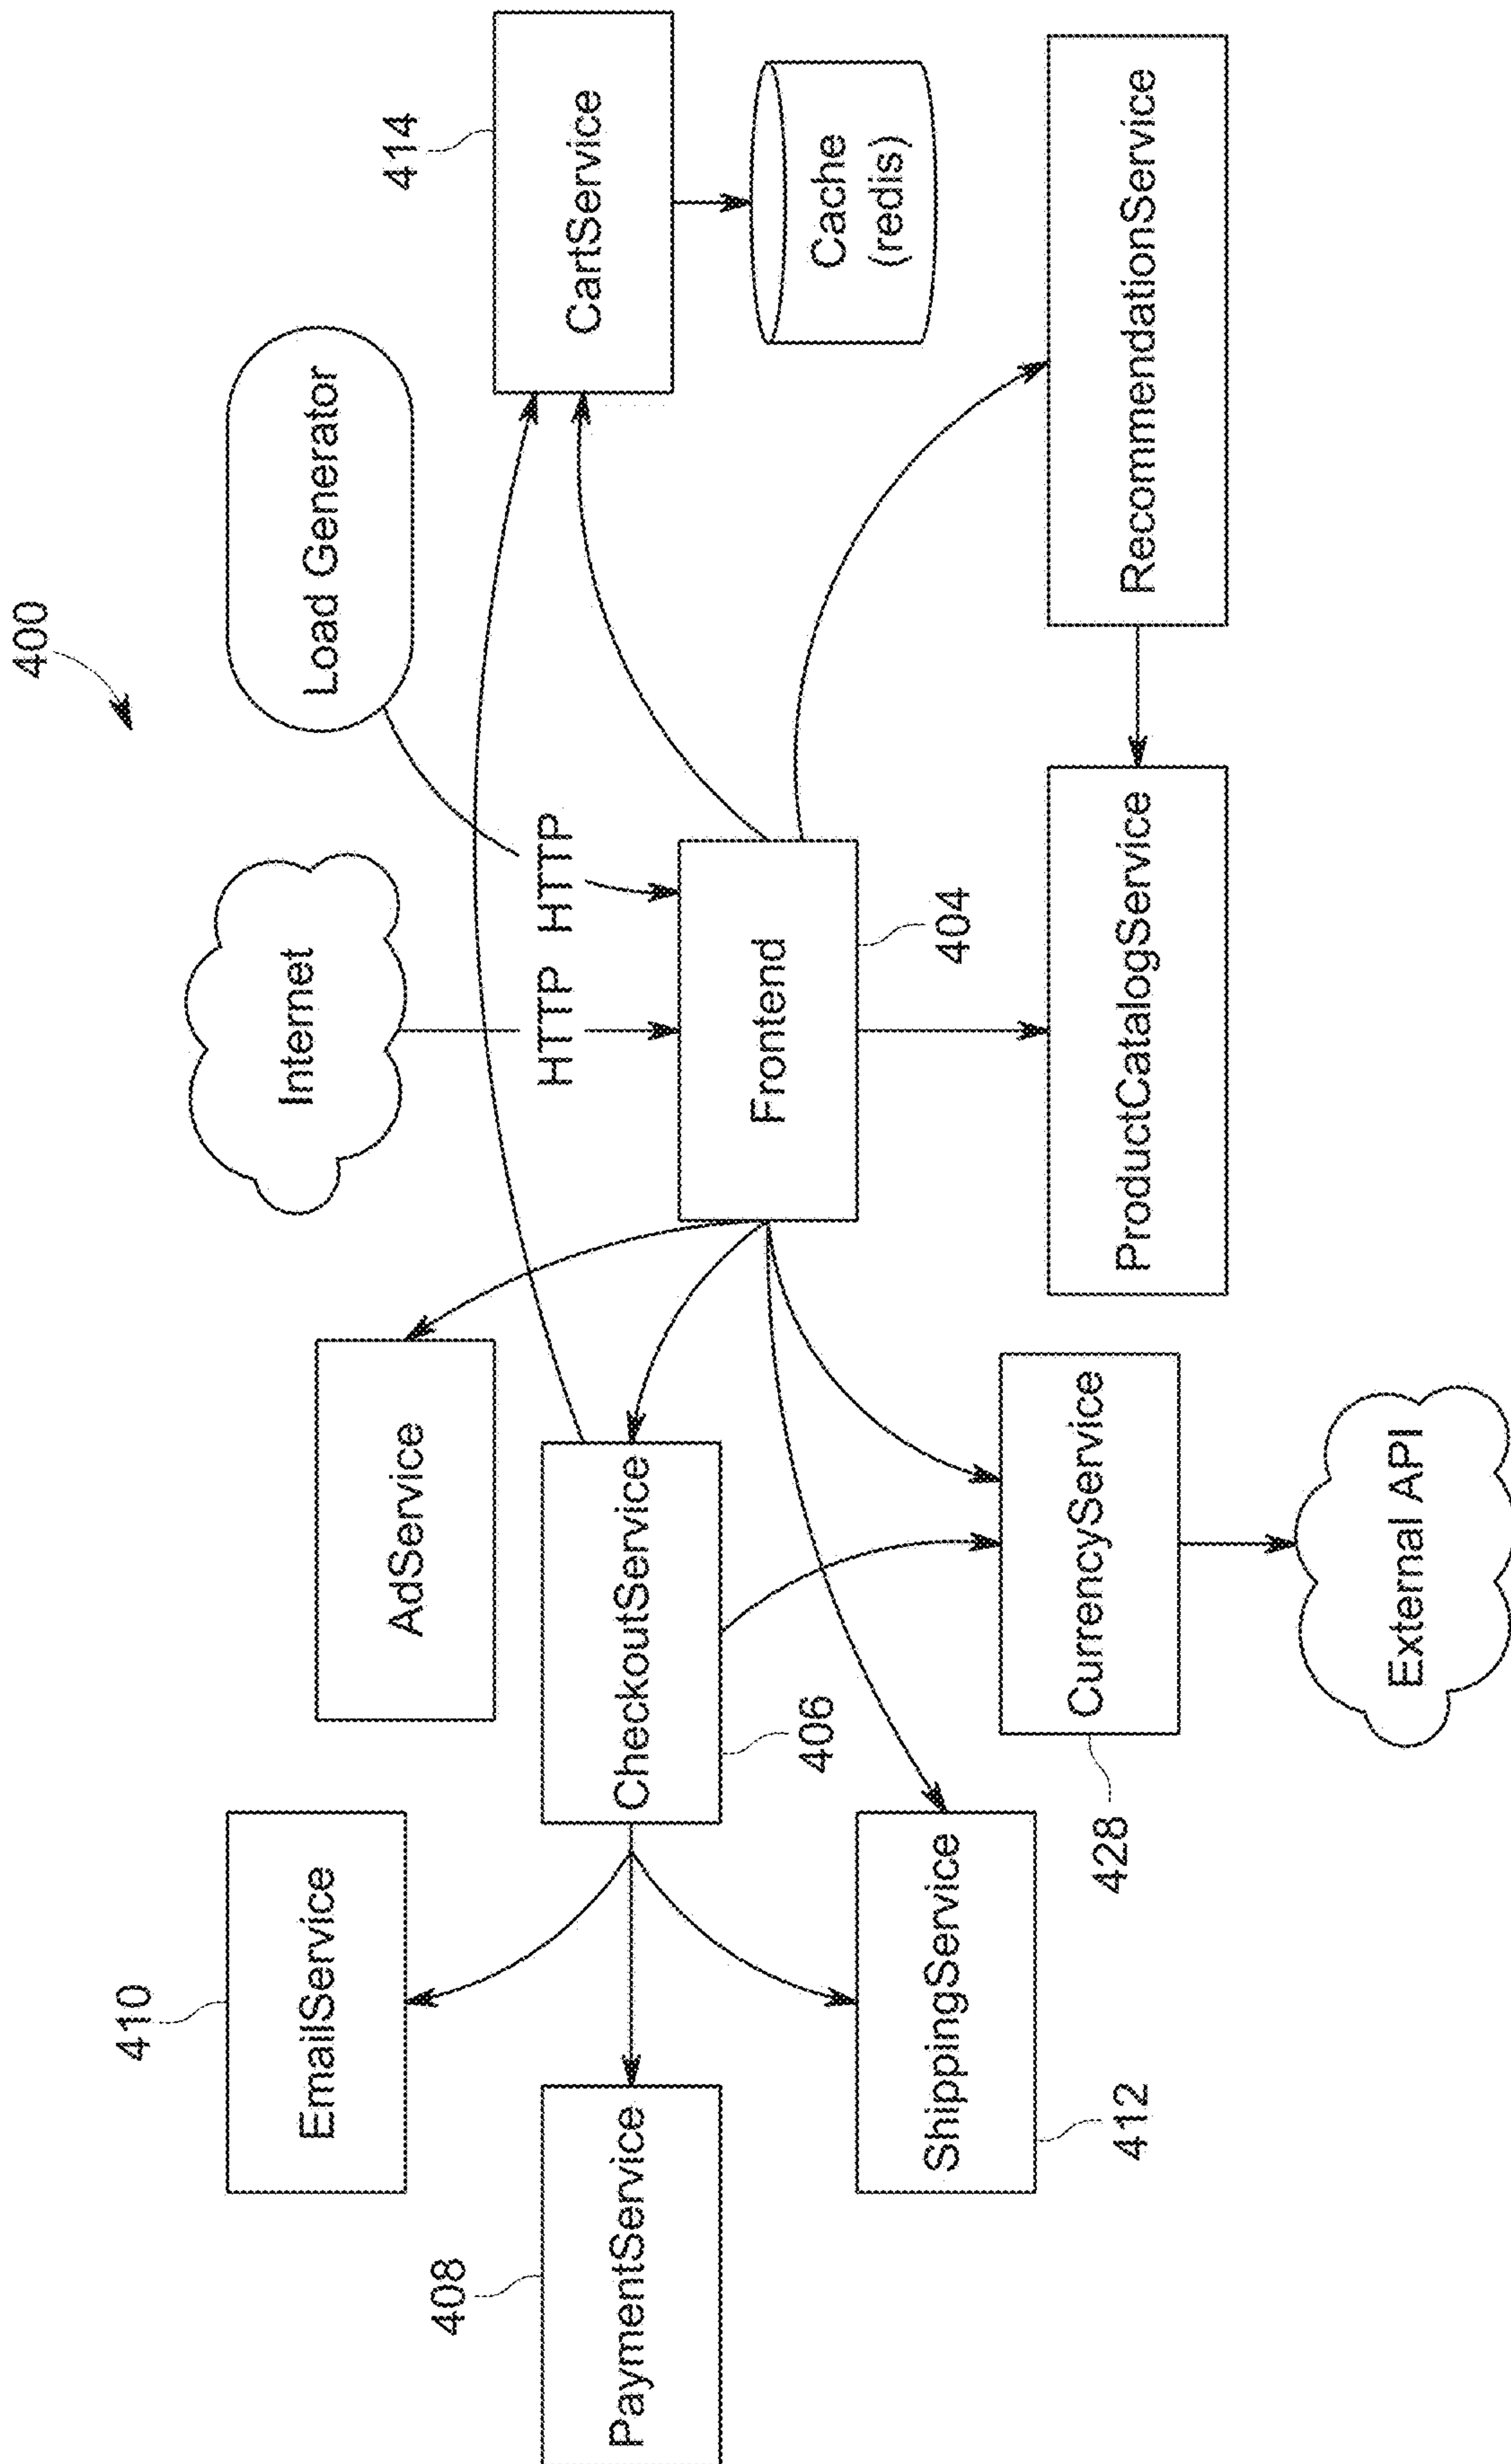 400
Internet
Load Generator
410
EmailService
AdService
414
CartService
HTTP
HTTP
408
PaymentService
CheckoutService
406
Frontend
404
Cache
(redis)
ShippingService
412
CurrencyService
428
ProductCatalogService
RecommendationService
External API